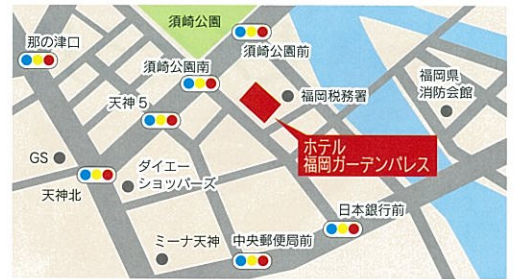 須崎公園
那の津口
須崎公園前
須崎公園南
福岡県
消防会館
天神5
福岡税務署
ホテル
福岡ガーデンパレス
GS
ダイエー
ショッパーズ
天神北
日本銀行前
ミーナ天神
中央郵便局前